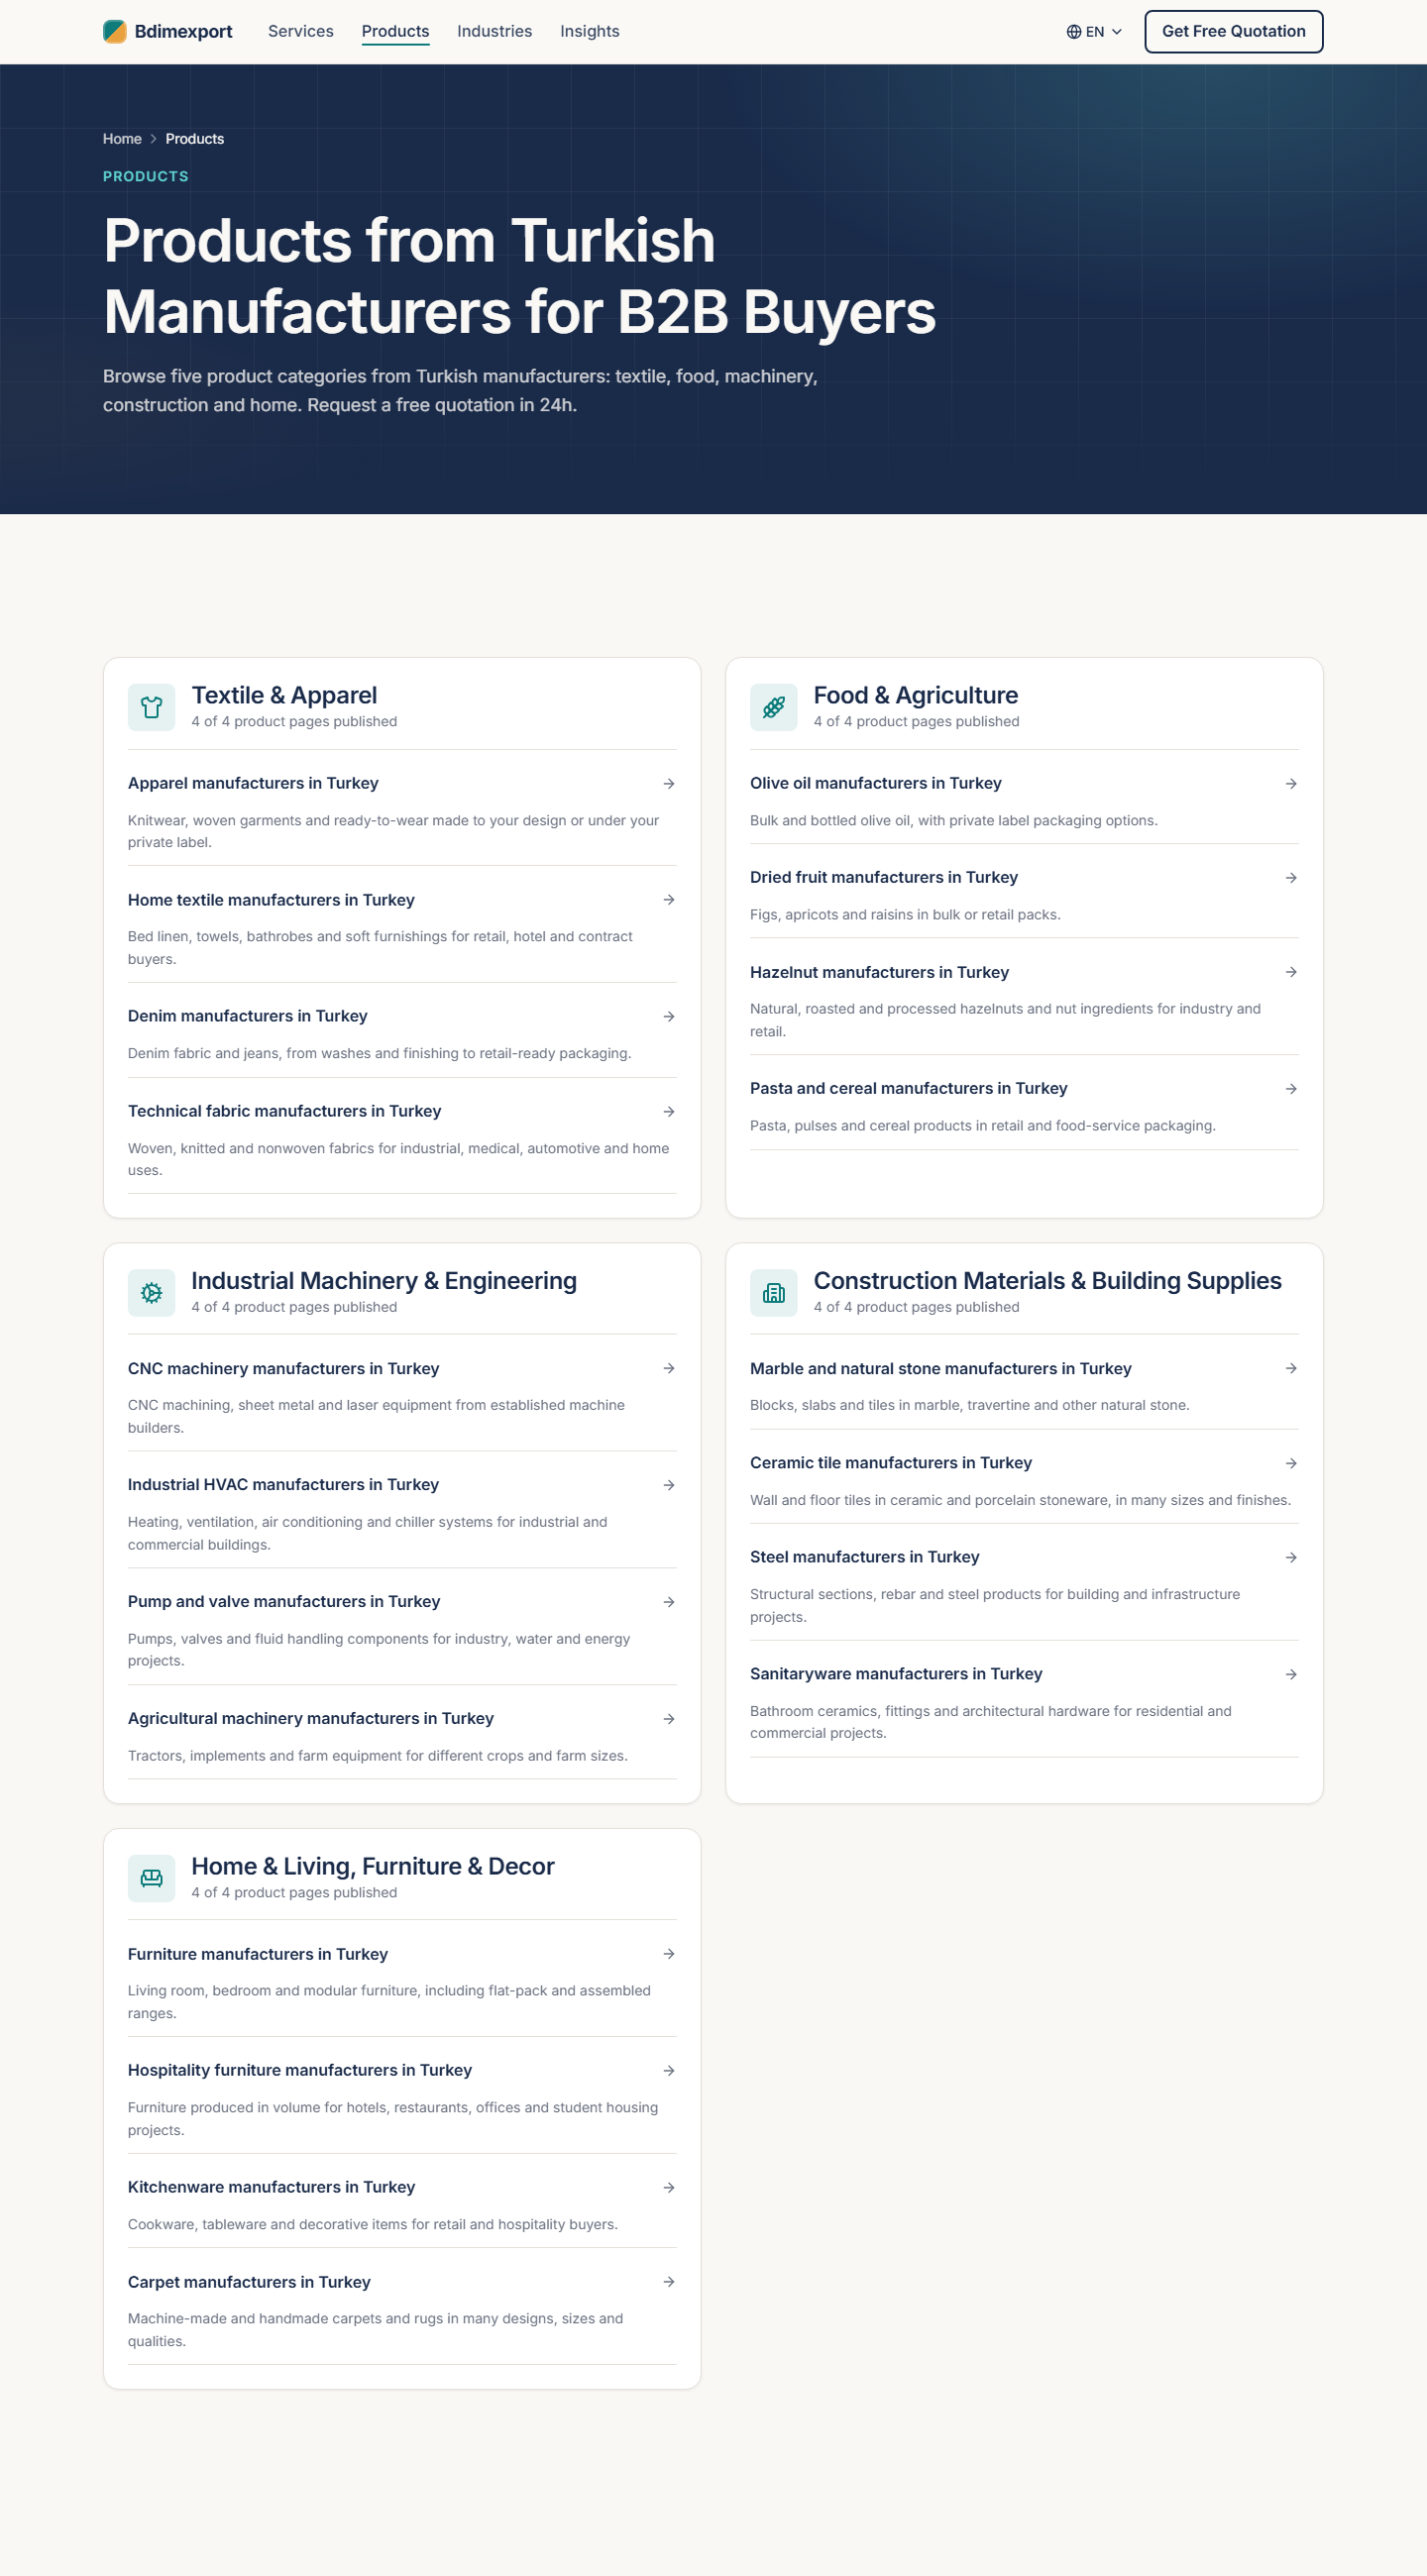 Bdimexport
Services
Products
Industries
Insights
EN
Get Free Quotation
Home
Products
PRODUCTS
Products from Turkish
Manufacturers for B2B Buyers
Browse five product categories from Turkish manufacturers: textile, food, machinery,
construction and home. Request a free quotation in 24h.
Textile & Apparel
4 of 4 product pages published
Apparel manufacturers in Turkey
Knitwear, woven garments and ready-to-wear made to your design or under your
private label.
Home textile manufacturers in Turkey
Bed linen, towels, bathrobes and soft furnishings for retail, hotel and contract
buyers.
Denim manufacturers in Turkey
Denim fabric and jeans, from washes and finishing to retail-ready packaging.
Technical fabric manufacturers in Turkey
Woven, knitted and nonwoven fabrics for industrial, medical, automotive and home
uses.
Food & Agriculture
4 of 4 product pages published
Olive oil manufacturers in Turkey
Bulk and bottled olive oil, with private label packaging options.
Dried fruit manufacturers in Turkey
Figs, apricots and raisins in bulk or retail packs.
Hazelnut manufacturers in Turkey
Natural, roasted and processed hazelnuts and nut ingredients for industry and
retail.
Pasta and cereal manufacturers in Turkey
Pasta, pulses and cereal products in retail and food-service packaging.
Industrial Machinery & Engineering
4 of 4 product pages published
CNC machinery manufacturers in Turkey
CNC machining, sheet metal and laser equipment from established machine
builders.
Industrial HVAC manufacturers in Turkey
Heating, ventilation, air conditioning and chiller systems for industrial and
commercial buildings.
Pump and valve manufacturers in Turkey
Pumps, valves and fluid handling components for industry, water and energy
projects.
Agricultural machinery manufacturers in Turkey
Tractors, implements and farm equipment for different crops and farm sizes.
Construction Materials & Building Supplies
4 of 4 product pages published
Marble and natural stone manufacturers in Turkey
Blocks, slabs and tiles in marble, travertine and other natural stone.
Ceramic tile manufacturers in Turkey
Wall and floor tiles in ceramic and porcelain stoneware, in many sizes and finishes.
Steel manufacturers in Turkey
Structural sections, rebar and steel products for building and infrastructure
projects.
Sanitaryware manufacturers in Turkey
Bathroom ceramics, fittings and architectural hardware for residential and
commercial projects.
Home & Living, Furniture & Decor
4 of 4 product pages published
Furniture manufacturers in Turkey
Living room, bedroom and modular furniture, including flat-pack and assembled
ranges.
Hospitality furniture manufacturers in Turkey
Furniture produced in volume for hotels, restaurants, offices and student housing
projects.
Kitchenware manufacturers in Turkey
Cookware, tableware and decorative items for retail and hospitality buyers.
Carpet manufacturers in Turkey
Machine-made and handmade carpets and rugs in many designs, sizes and
qualities.